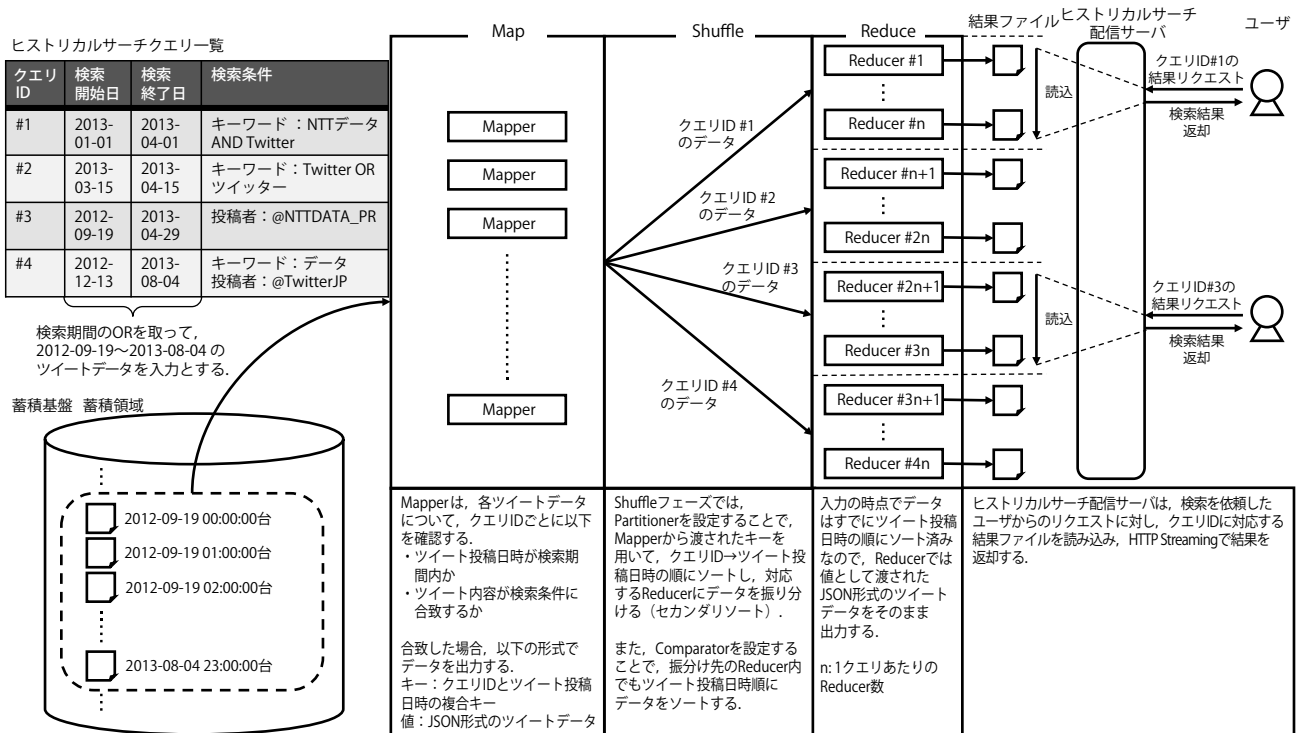 ヒストリカルサーチクエリ一覧
クエリ
ID
検索
開始日
検索
終了日
検索条件
#1
2013-
01-01
2013-
04-01
キーワード：NTTデータ
AND Twitter
#2
2013-
03-15
2013-
04-15
キーワード：Twitter OR
ツイッター
#3
2012-
09-19
2013-
04-29
投稿者：@NTTDATA_PR
#4
2012-
12-13
2013-
08-04
キーワード：データ
投稿者：@TwitterJP
検索期間のORを取って，
2012-09-19～2013-08-04 の
ツイートデータを入力とする．
蓄積基盤 蓄積領域
2012-09-19 00:00:00台
2012-09-19 01:00:00台
2012-09-19 02:00:00台
2013-08-04 23:00:00台
Map
Mapper
Mapper
Mapper
Mapper
Shuffle
クエリID #1
のデータ
クエリID #2
のデータ
クエリID #3
のデータ
クエリID #4
のデータ
Reduce
Reducer #1
Reducer #n
Reducer #n+1
Reducer #2n
Reducer #2n+1
Reducer #3n
Reducer #3n+1
Reducer #4n
結果ファイル
読込
読込
ヒストリカルサーチ
配信サーバ
ユーザ
クエリID#1の
結果リクエスト
検索結果
返却
クエリID#3の
結果リクエスト
検索結果
返却
Mapperは，各ツイートデータ
について，クエリIDごとに以下
を確認する．
・ツイート投稿日時が検索期
間内か
・ツイート内容が検索条件に
合致するか
合致した場合，以下の形式で
データを出力する．
キー：クエリIDとツイート投稿
日時の複合キー
値：JSON形式のツイートデータ
Shuffleフェーズでは，
Partitionerを設定することで，
Mapperから渡されたキーを
用いて，クエリID→ツイート投
稿日時の順にソートし，対応
するReducerにデータを振り分
ける（セカンダリソート）．
また，Comparatorを設定する
ことで，振分け先のReducer内
でもツイート投稿日時順に
データをソートする．
入力の時点でデータ
はすでにツイート投稿
日時の順にソート済み
なので，Reducerでは
値として渡された
JSON形式のツイート
データをそのまま
出力する．
n: 1クエリあたりの
Reducer数
ヒストリカルサーチ配信サーバは，検索を依頼した
ユーザからのリクエストに対し，クエリIDに対応する
結果ファイルを読み込み，HTTP Streamingで結果を
返却する．